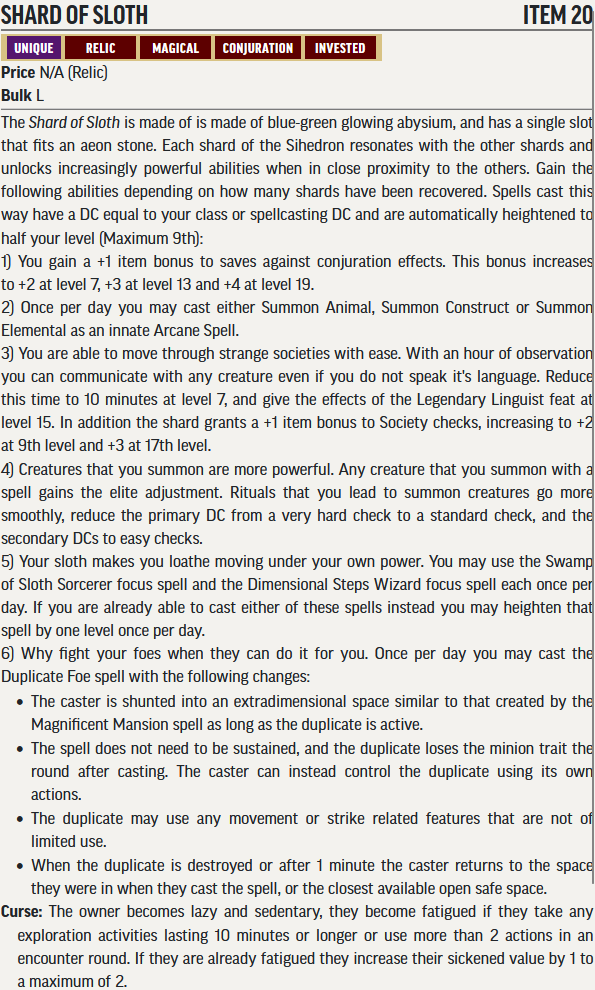 SHARD OF SLOTH ITEM 20
UNIQUE RELIC MAGICAL CONJURATION INVESTED
Price N/A (Relic)
Bulk L
The Shard of Sloth is made of is made of blue-green glowing abysium, and has a single slot
that fits an aeon stone. Each shard of the Sihedron resonates with the other shards and
unlocks increasingly powerful abilities when in close proximity to the others. Gain the
following abilities depending on how many shards have been recovered. Spells cast this
way have a DC equal to your class or spellcasting DC and are automatically heightened to
half your level (Maximum 9th):
1) You gain a +1 item bonus to saves against conjuration effects. This bonus increases
to +2 at level 7, +3 at level 13 and +4 at level 19.
2) Once per day you may cast either Summon Animal, Summon Construct or Summon
Elemental as an innate Arcane Spell.
3) You are able to move through strange societies with ease. With an hour of observation
you can communicate with any creature even if you do not speak it's language. Reduce
this time to 10 minutes at level 7, and give the effects of the Legendary Linguist feat at
level 15. In addition the shard grants a +1 item bonus to Society checks, increasing to +2
at 9th level and +3 at 17th level.
4) Creatures that you summon are more powerful. Any creature that you summon with a
spell gains the elite adjustment. Rituals that you lead to summon creatures go more
smoothly, reduce the primary DC from a very hard check to a standard check, and the
secondary DCs to easy checks.
5) Your sloth makes you loathe moving under your own power. You may use the Swamp
of Sloth Sorcerer focus spell and the Dimensional Steps Wizard focus spell each once per
day. If you are already able to cast either of these spells instead you may heighten that
spell by one level once per day.
6) Why fight your foes when they can do it for you. Once per day you may cast the
Duplicate Foe spell with the following changes:
• The caster is shunted into an extradimensional space similar to that created by the
Magnificent Mansion spell as long as the duplicate is active.
• The spell does not need to be sustained, and the duplicate loses the minion trait the
round after casting. The caster can instead control the duplicate using its own
actions.
• The duplicate may use any movement or strike related features that are not of
limited use.
• When the duplicate is destroyed or after 1 minute the caster returns to the space
they were in when they cast the spell, or the closest available open safe space.
Curse: The owner becomes lazy and sedentary, they become fatigued if they take any
exploration activities lasting 10 minutes or longer or use more than 2 actions in an
encounter round. If they are already fatigued they increase their sickened value by 1 to
a maximum of 2.